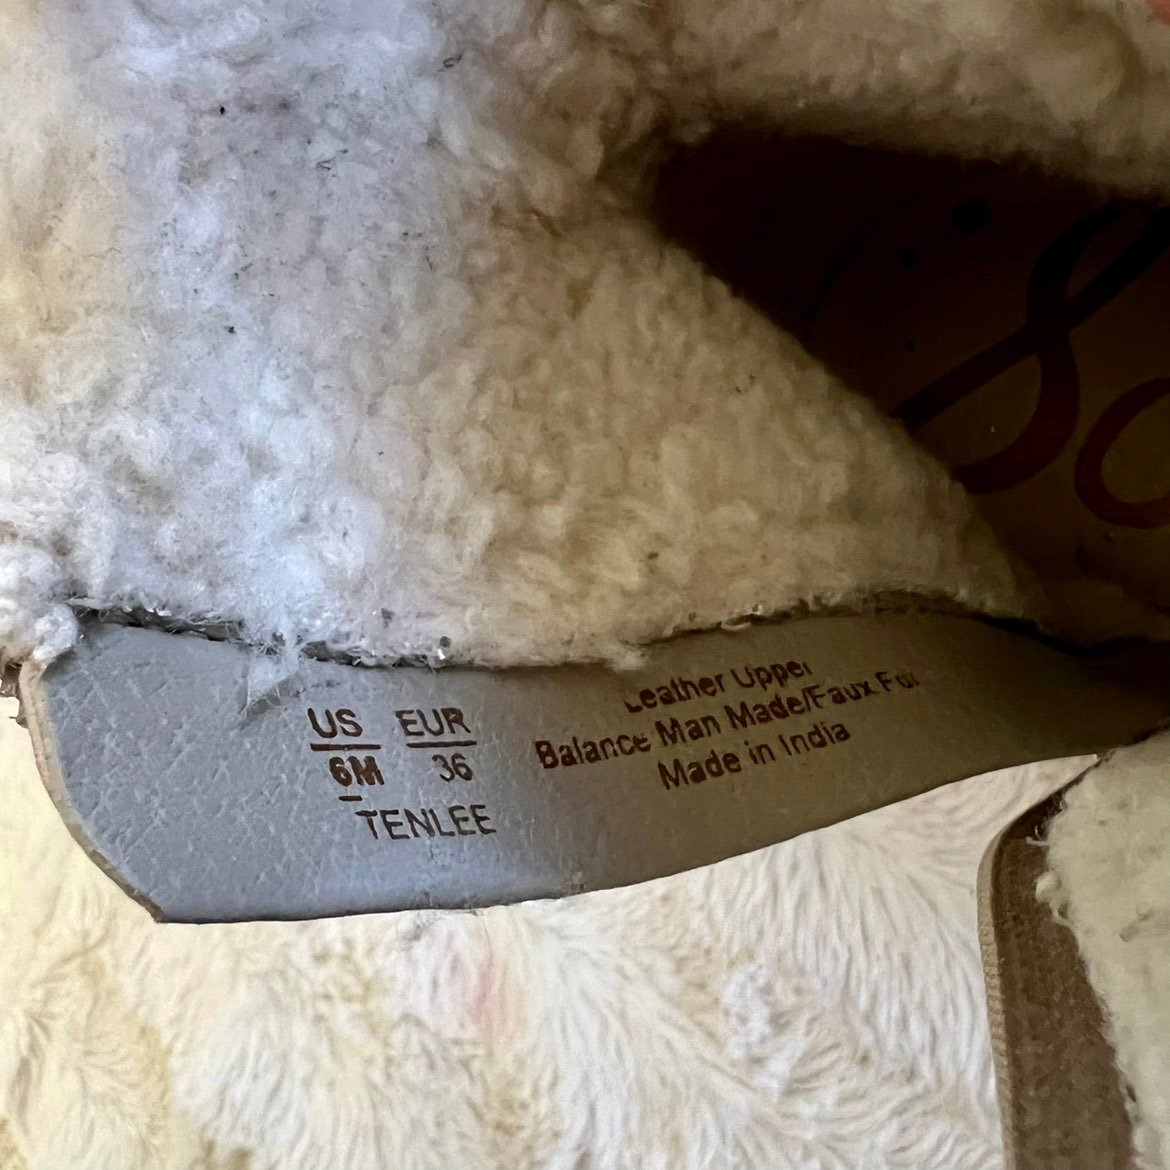 US EUR
6M 36
TENLEE
Leather Upper
Balance Man Made/Faux Fur
Made in India